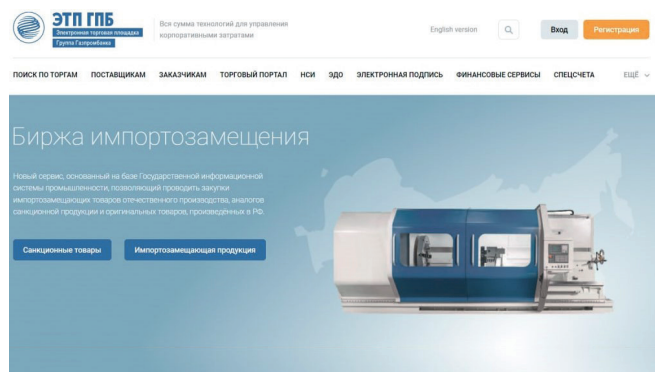 ЭТП ГПБ
Электронная торговая площадка
Группа Газпромбанка
Вся сумма технологий для управления
корпоративными затратами
English version
Вход
Регистрация
ПОИСК ПО ТОРГАМ ПОСТАВЩИКАМ ЗАКАЗЧИКАМ ТОРГОВЫЙ ПОРТАЛ НСИ ЭДО ЭЛЕКТРОННАЯ ПОДПИСЬ ФИНАНСОВЫЕ СЕРВИСЫ СПЕЦСЧЕТА ЕЩЁ
Биржа импортозамещения
Новый сервис, основанный на базе Государственной информационной
системы промышленности, позволяющий проводить закупки
импортозамещающих товаров отечественного производства, аналогов
санкционной продукции и оригинальных товаров, произведённых в РФ.
Санкционные товары
Импортозамещающая продукция